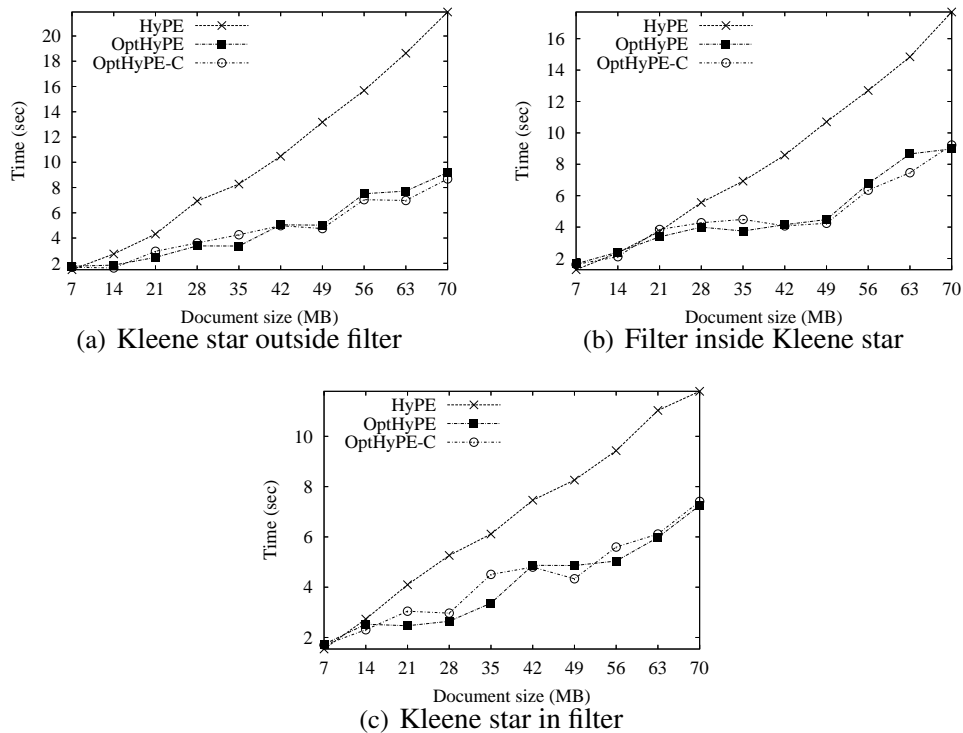 HyPE
OptHyPE
OptHyPE-C
Time (sec)
20
18
16
14
12
10
8
6
4
2
7 14 21 28 35 42 49 56 63 70
Document size (MB)
(a) Kleene star outside filter
HyPE
OptHyPE
OptHyPE-C
Time (sec)
16
14
12
10
8
6
4
2
7 14 21 28 35 42 49 56 63 70
Document size (MB)
(b) Filter inside Kleene star
HyPE
OptHyPE
OptHyPE-C
Time (sec)
10
8
6
4
2
7 14 21 28 35 42 49 56 63 70
Document size (MB)
(c) Kleene star in filter